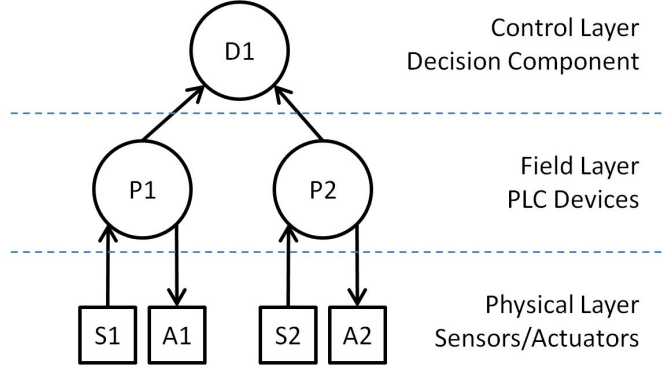 D1
Control Layer
Decision Component
P1
P2
Field Layer
PLC Devices
S1
A1
S2
A2
Physical Layer
Sensors/Actuators